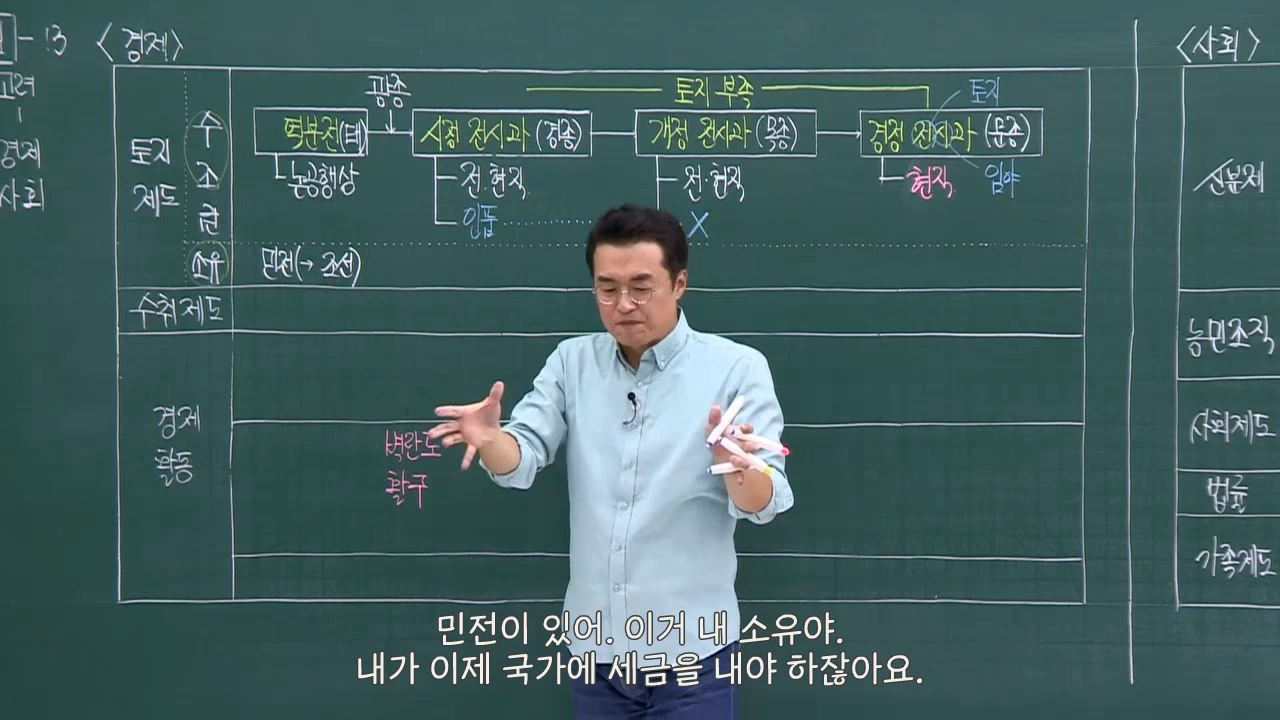 -13
고려
경제
사회
〈경제〉
토지
제도
수
조
권
소유
광종
토지 부족
역분전(태)
시정 전시과 (경종)
개정 전시과 (목종)
경정 전시과 (문종)
토지
임야
논공행상
전·현직
인품
전·현직
X
현직
민전(→ 조선)
수취 제도
경제
활동
벽란도
활구
〈사회〉
신분제
농민조직
사회제도
법률
가족제도
민전이 있어. 이거 내 소유야.
내가 이제 국가에 세금을 내야 하잖아요.